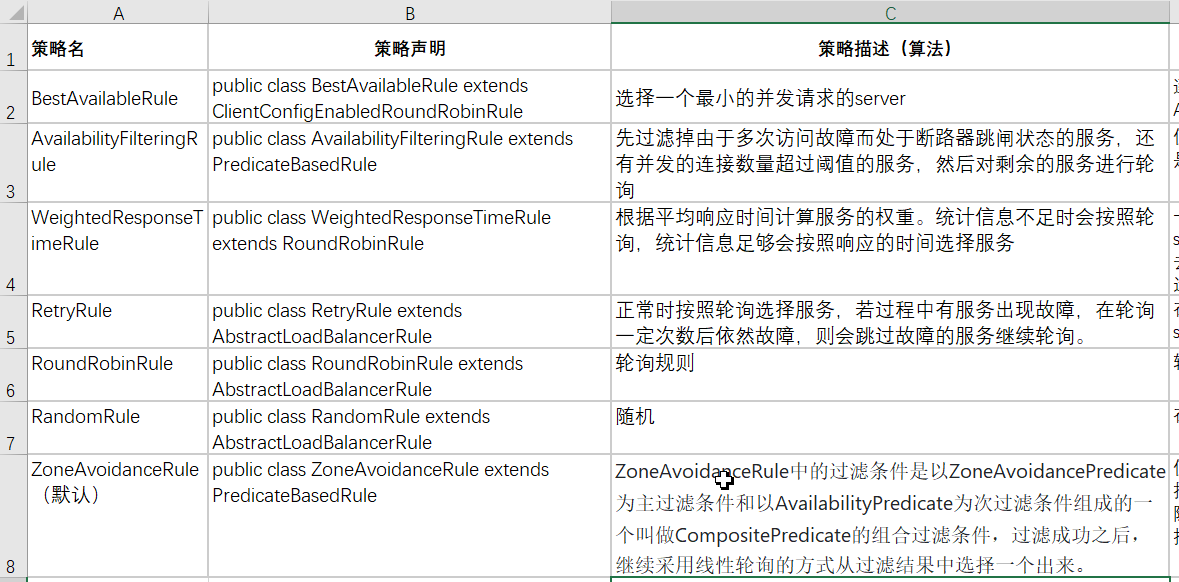 A B C
1 策略名 策略声明 策略描述（算法）
public class BestAvailableRule extends
2 BestAvailableRule 选择一个最小的并发请求的server
ClientConfigEnabledRoundRobinRule
AvailabilityFilteringR public class AvailabilityFilteringRule extends 先过滤掉由于多次访问故障而处于断路器跳闸状态的服务，还
ule PredicateBasedRule 有并发的连接数量超过阈值的服务，然后对剩余的服务进行轮
3 询
WeightedResponseT public class WeightedResponseTimeRule 根据平均响应时间计算服务的权重。统计信息不足时会按照轮
imeRule extends RoundRobinRule 询，统计信息足够会按照响应的时间选择服务
4
RetryRule public class RetryRule extends 正常时按照轮询选择服务，若过程中有服务出现故障，在轮询
5 AbstractLoadBalancerRule 一定次数后依然故障，则会跳过故障的服务继续轮询。
RoundRobinRule public class RoundRobinRule extends 轮询规则
6 AbstractLoadBalancerRule
RandomRule public class RandomRule extends 随机
7 AbstractLoadBalancerRule
ZoneAvoidanceRule public class ZoneAvoidanceRule extends ZoneAvoidanceRule中的过滤条件是以ZoneAvoidancePredicate
（默认） PredicateBasedRule 为主过滤条件和以AvailabilityPredicate为次过滤条件组成的一
个叫做CompositePredicate的组合过滤条件，过滤成功之后，
8 继续采用线性轮询的方式从过滤结果中选择一个出来。